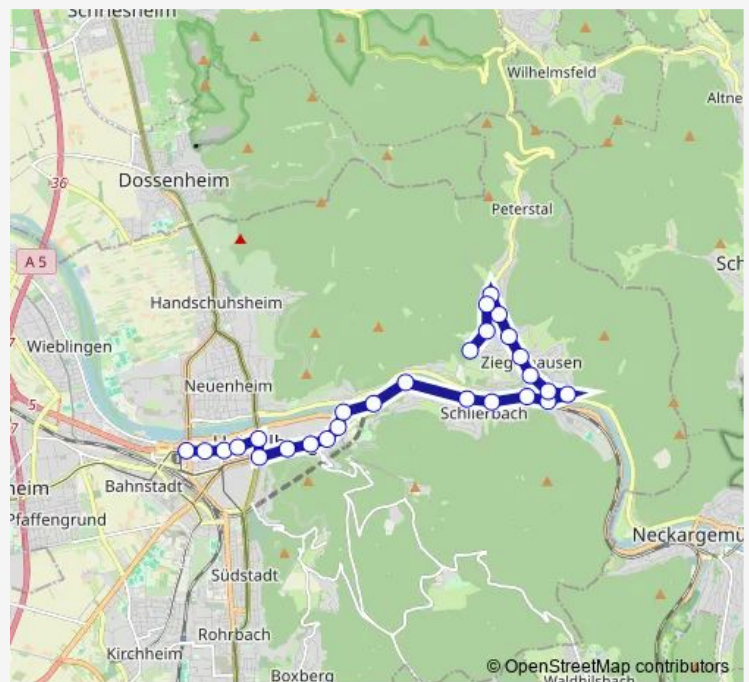 Schriesheim
Wilhelmsfeld
Altne
36
Dossenheim
Peterstal
A 5
Sch
Handschuhsheim
Wieblingen
Neuenheim
5
Schlierbach
Bahnstadt
heim
Pfaffengrund
Neckargemü
Südstadt
Rohrbach
Kirchheim
Boxberg
© OpenStreetMap contributors